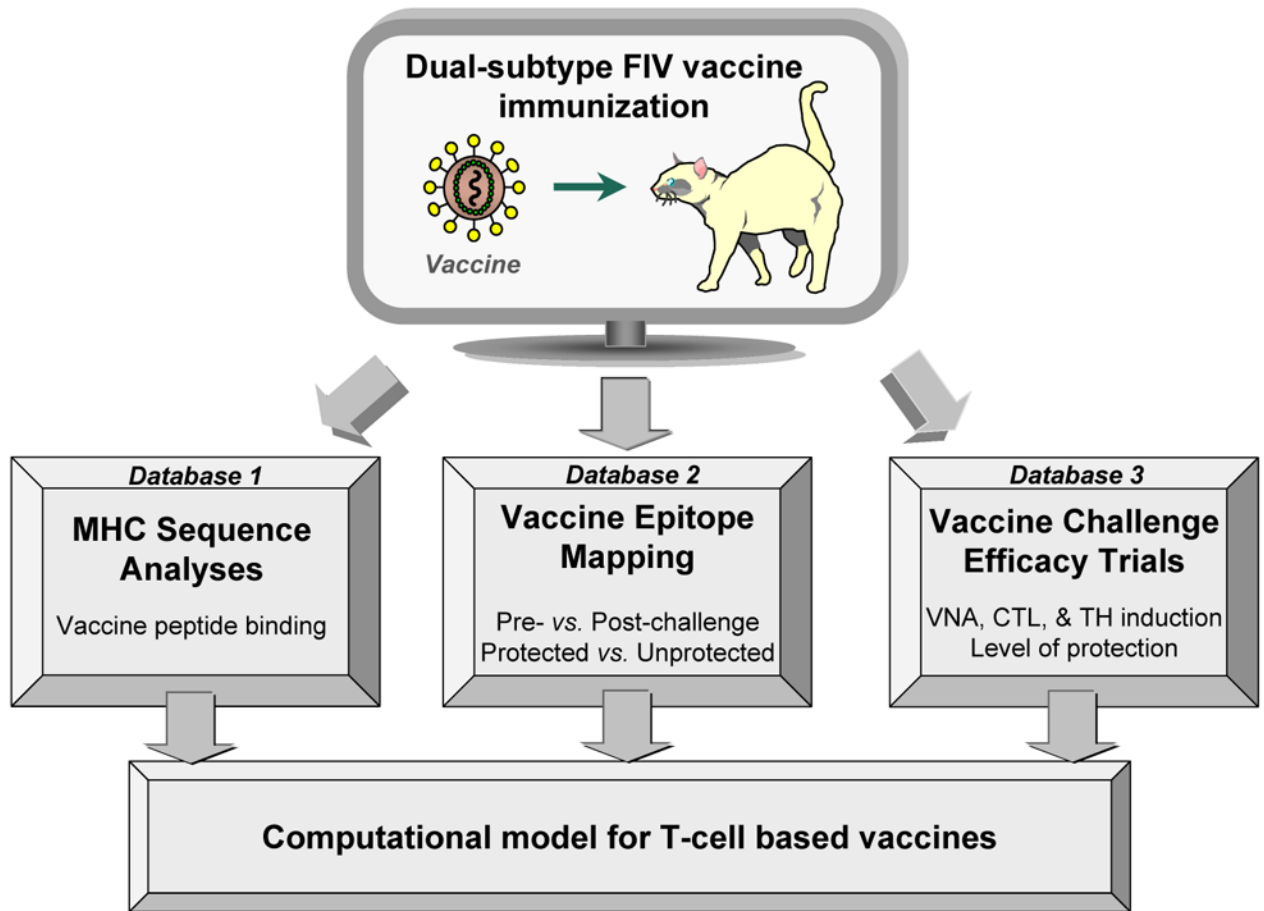 Dual-subtype FIV vaccine
immunization
Vaccine
Database 1
MHC Sequence
Analyses
Vaccine peptide binding
Database 2
Vaccine Epitope
Mapping
Pre- vs. Post-challenge
Protected vs. Unprotected
Database 3
Vaccine Challenge
Efficacy Trials
VNA, CTL, & TH induction
Level of protection
Computational model for T-cell based vaccines